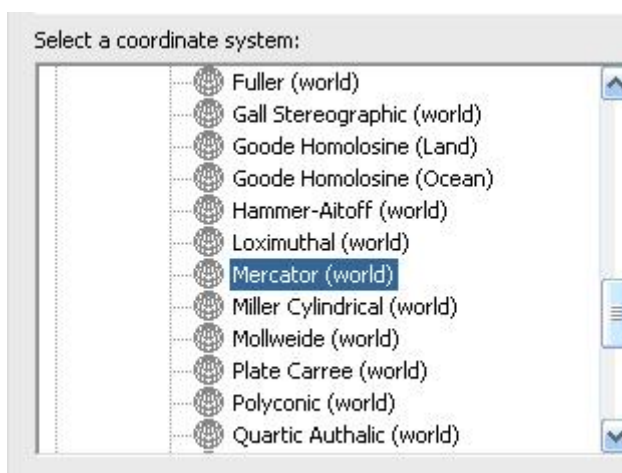 Select a coordinate system:
Fuller (world)
Gall Stereographic (world)
Goode Homolosine (Land)
Goode Homolosine (Ocean)
Hammer-Aitoff (world)
Loximuthal (world)
Mercator (world)
Miller Cylindrical (world)
Mollweide (world)
Plate Carree (world)
Polyconic (world)
Quartic Authalic (world)